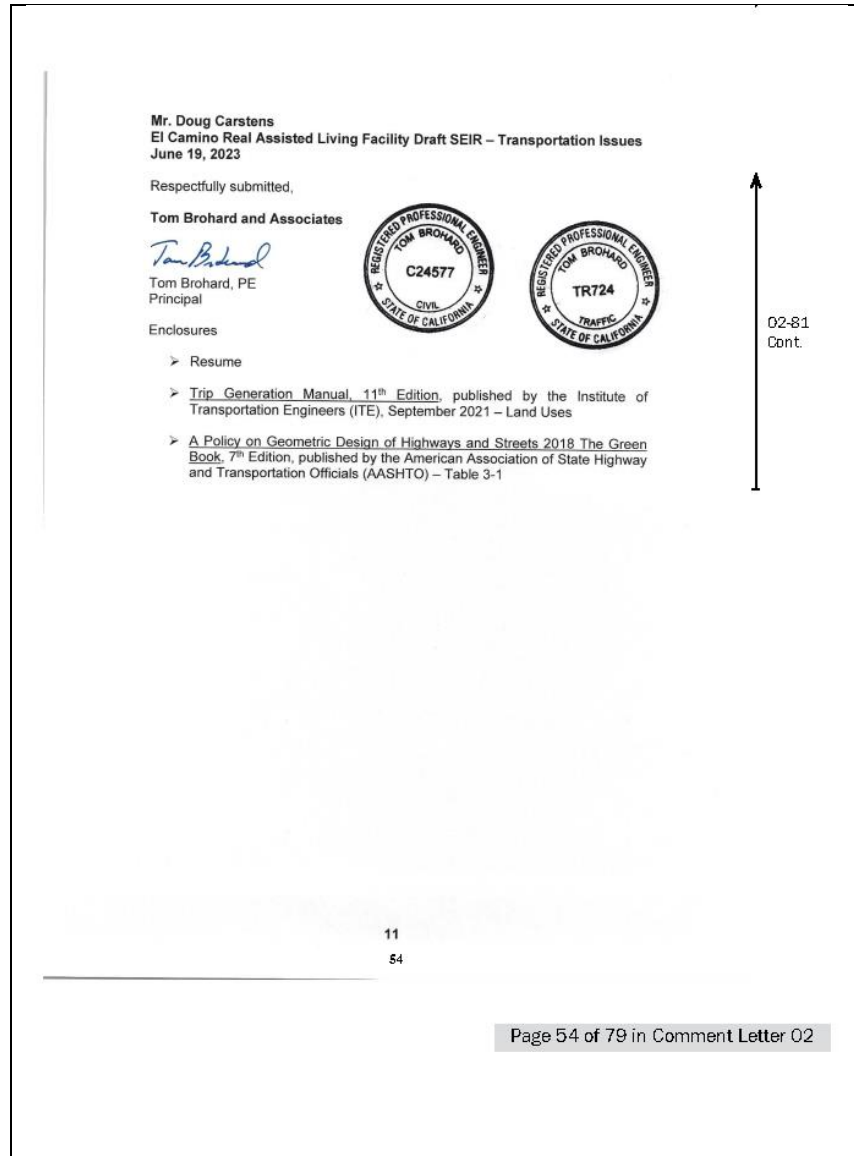 Mr. Doug Carstens
El Camino Real Assisted Living Facility Draft SEIR – Transportation Issues
June 19, 2023
Respectfully submitted,
Tom Brohard and Associates
Tom Brohard
Tom Brohard, PE
Principal
REGISTERED PROFESSIONAL ENGINEER
TOM BROHARD
C24577
CIVIL
STATE OF CALIFORNIA
REGISTERED PROFESSIONAL ENGINEER
TOM BROHARD
TR724
TRAFFIC
STATE OF CALIFORNIA
O2-81
Cont.
Enclosures
➢ Resume
➢ Trip Generation Manual, 11th Edition, published by the Institute of
Transportation Engineers (ITE), September 2021 – Land Uses
➢ A Policy on Geometric Design of Highways and Streets 2018 The Green
Book, 7th Edition, published by the American Association of State Highway
and Transportation Officials (AASHTO) – Table 3-1
11
54
Page 54 of 79 in Comment Letter O2